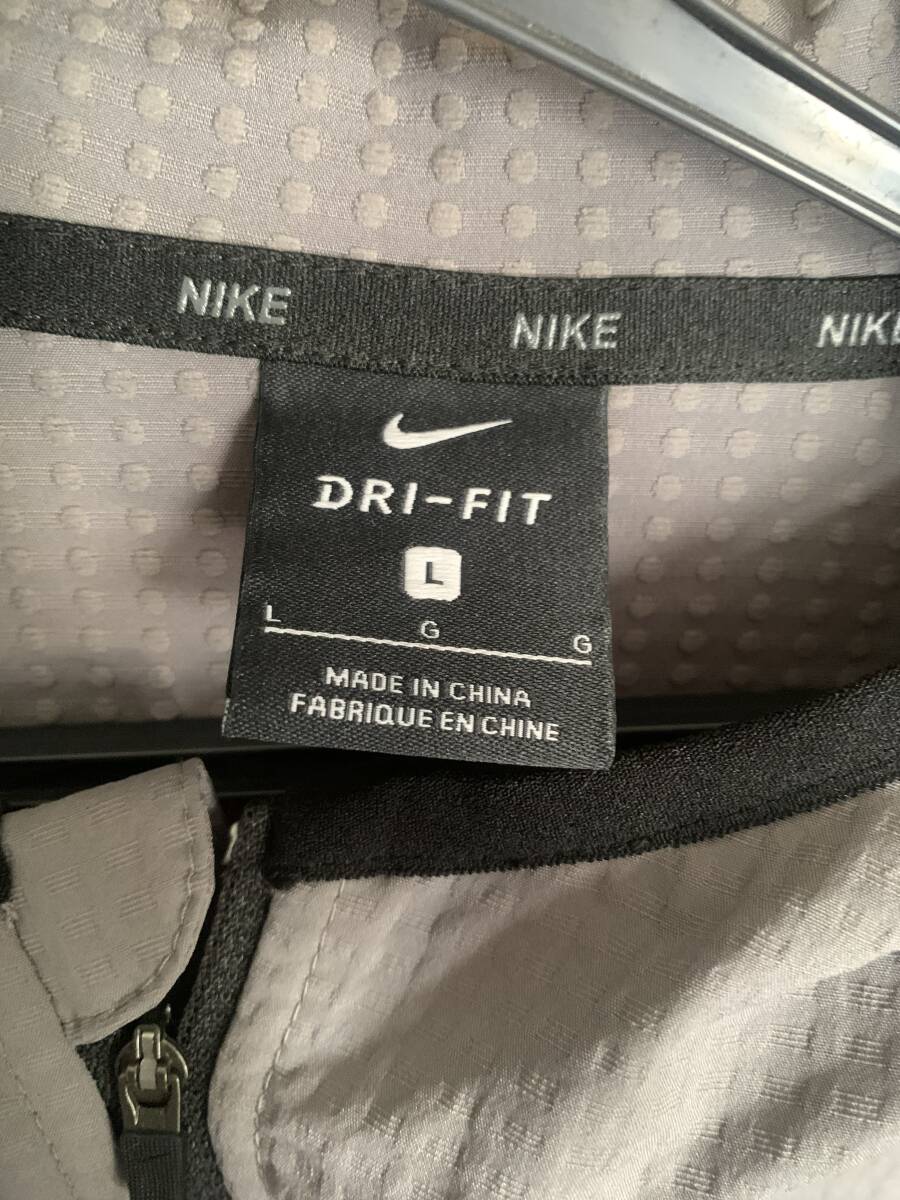 NIKE NIKE NIKE
DRI-FIT
L
L G G
MADE IN CHINA
FABRIQUE EN CHINE